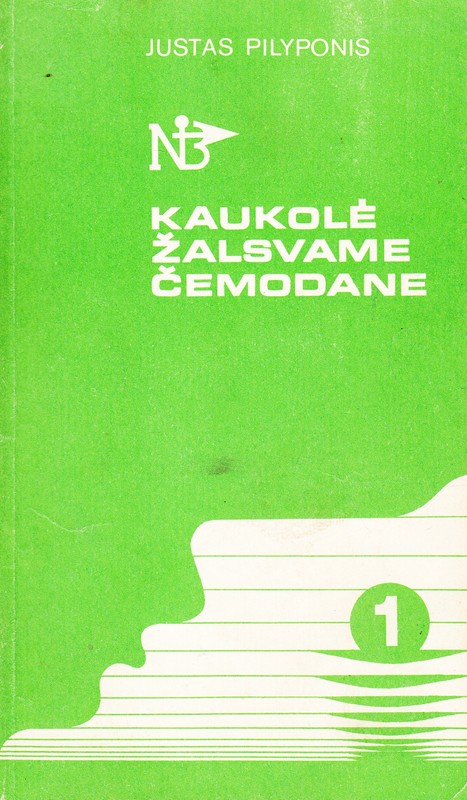 JUSTAS PILYPONIS
NB
KAUKOLĖ
ŽALSVAME
ČEMODANE
1